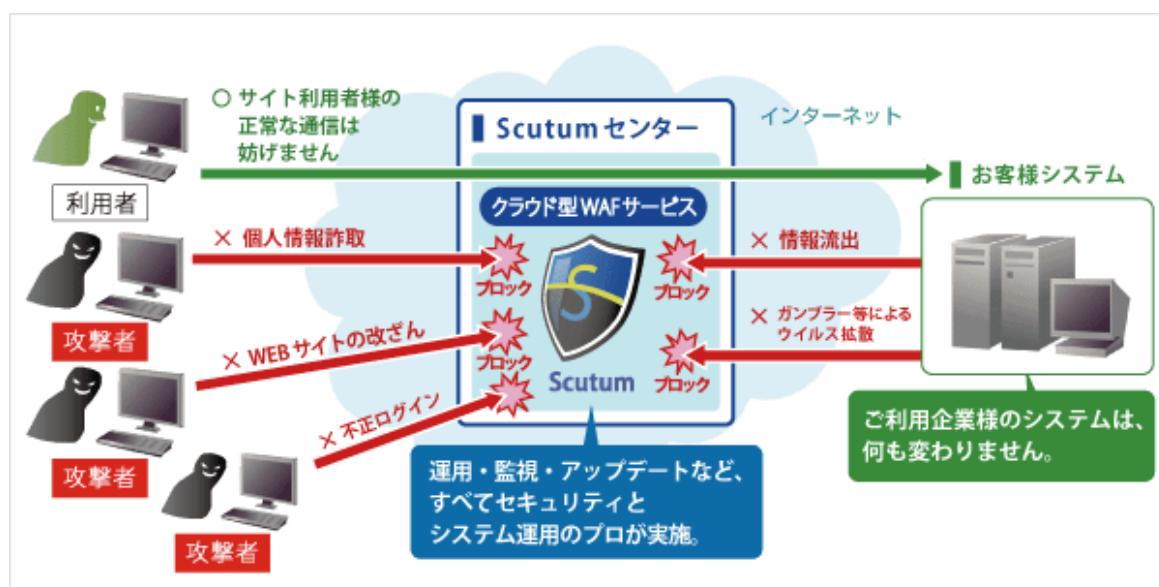 ○ サイト利用者様の
正常な通信は
妨げません
利用者
Scutumセンター
インターネット
お客様システム
クラウド型WAFサービス
× 個人情報詐取
ブロック
攻撃者
× WEBサイトの改ざん
ブロック
攻撃者
× 不正ログイン
攻撃者
Scutum
× 情報流出
ブロック
× ガンブラー等による
ウイルス拡散
ブロック
運用・監視・アップデートなど、
すべてセキュリティと
システム運用のプロが実施。
ご利用企業様のシステムは、
何も変わりません。